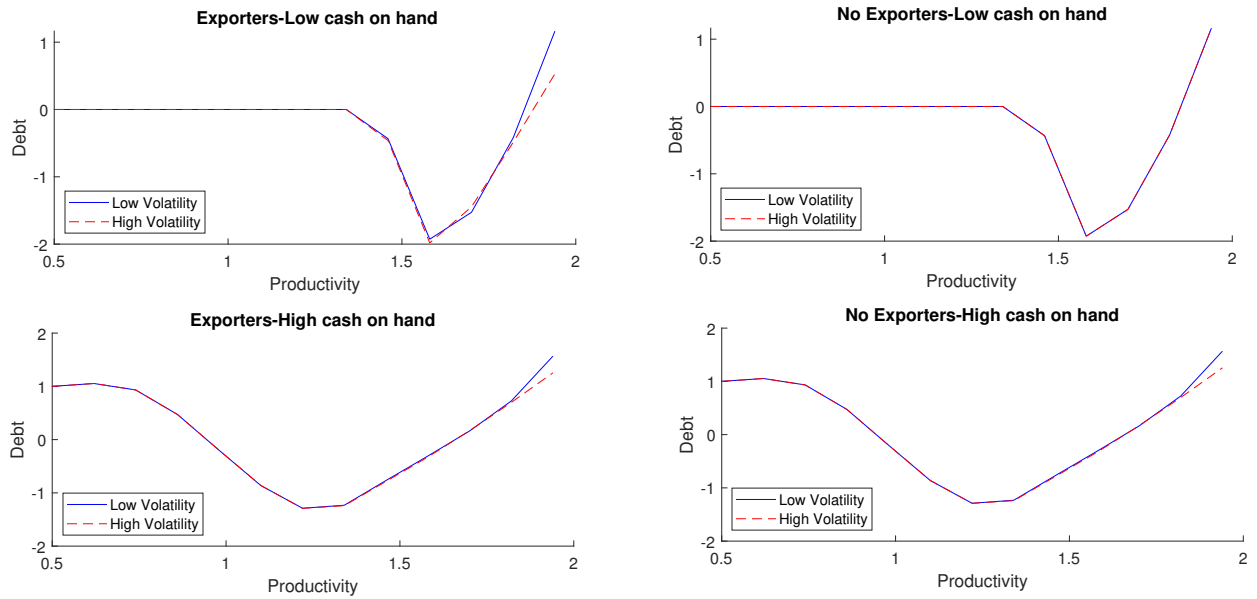 Exporters-Low cash on hand
1
0
-1
-2
Debt
Low Volatility
High Volatility
0.5
1
1.5
2
Productivity
No Exporters-Low cash on hand
1
0
-1
-2
Debt
Low Volatility
High Volatility
0.5
1
1.5
2
Productivity
Exporters-High cash on hand
2
1
0
-1
-2
Debt
Low Volatility
High Volatility
0.5
1
1.5
2
Productivity
No Exporters-High cash on hand
2
1
0
-1
-2
Debt
Low Volatility
High Volatility
0.5
1
1.5
2
Productivity